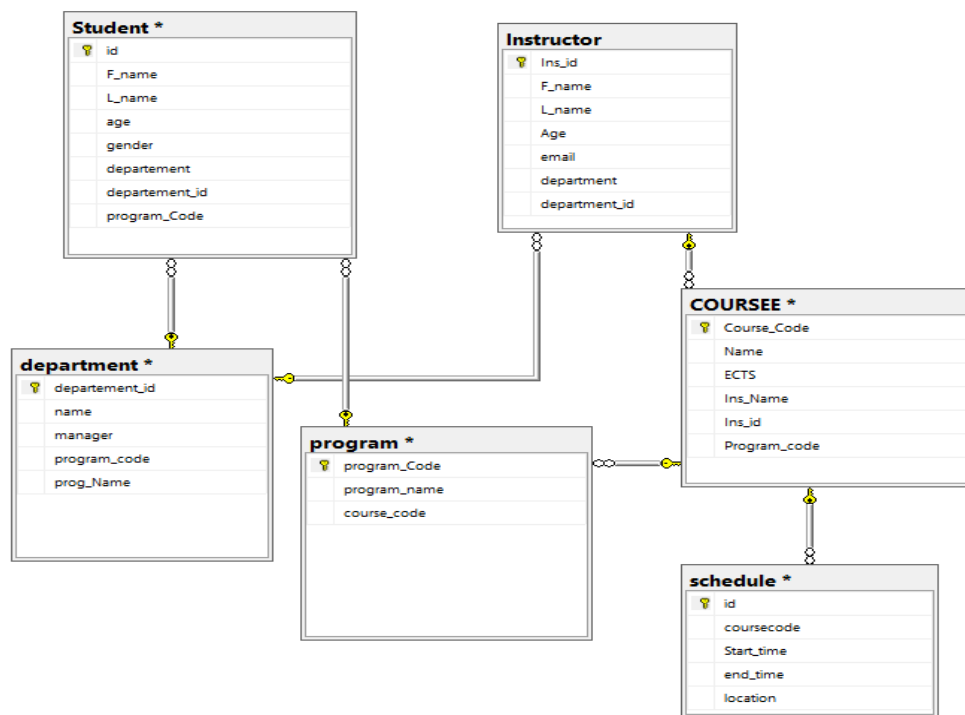 Student *
id
F_name
L_name
age
gender
departement
departement_id
program_Code
Instructor
Ins_id
F_name
L_name
Age
email
department
department_id
COURSEE *
Course_Code
Name
ECTS
Ins_Name
Ins_id
Program_code
department *
departement_id
name
manager
program_code
prog_Name
program *
program_Code
program_name
course_code
schedule *
id
coursecode
Start_time
end_time
location